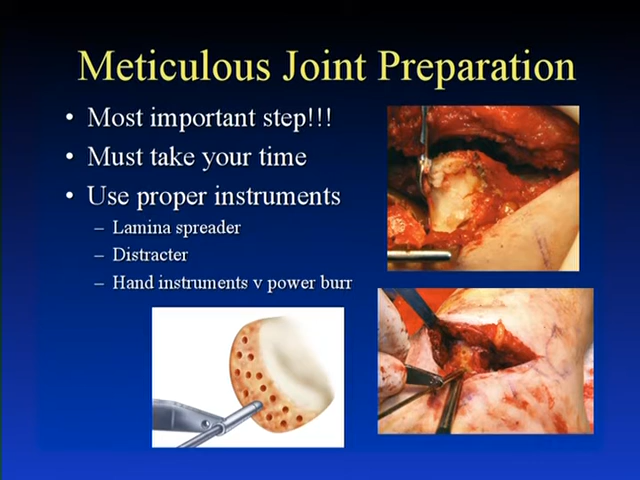 Meticulous Joint Preparation
• Most important step!!!
• Must take your time
• Use proper instruments
– Lamina spreader
– Distracter
– Hand instruments v power burr